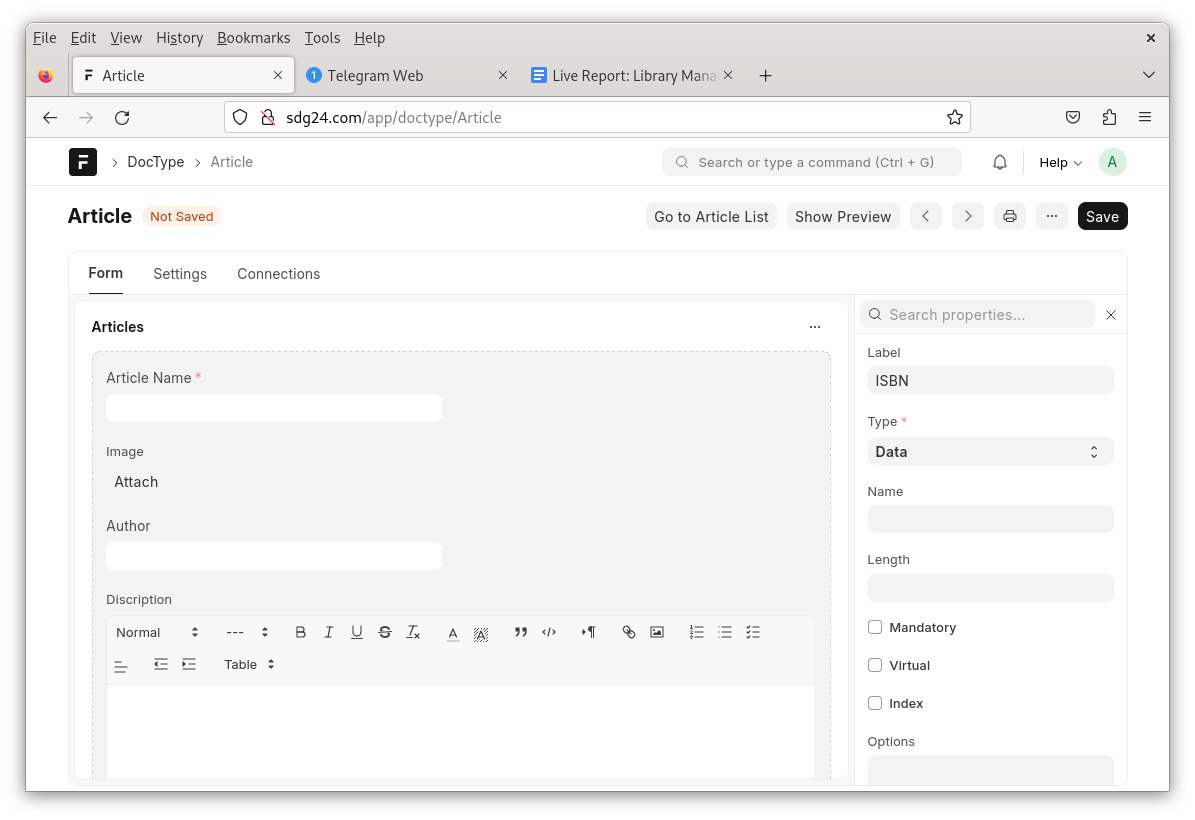 File Edit View History Bookmarks Tools Help
Article Telegram Web Live Report: Library Mana
sdg24.com/app/doctype/Article
DocType Article Search or type a command (Ctrl + G) Help A
Article Not Saved Go to Article List Show Preview ... Save
Form Settings Connections
Search properties...
Articles ...
Label
ISBN
Article Name *
Type *
Data
Image
Attach
Name
Author
Length
Discription
Normal --- B I U S Tx A A
Table
Mandatory
Virtual
Index
Options